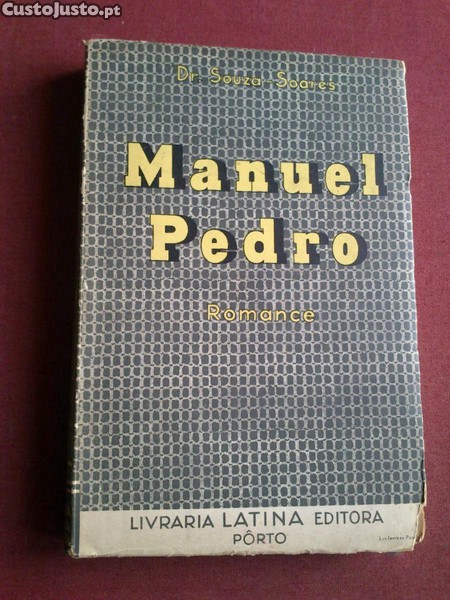 CustoJusto.pt
Dr. Souza-Soares
Manuel
Pedro
Romance
LIVRARIA LATINA EDITORA
PÔRTO